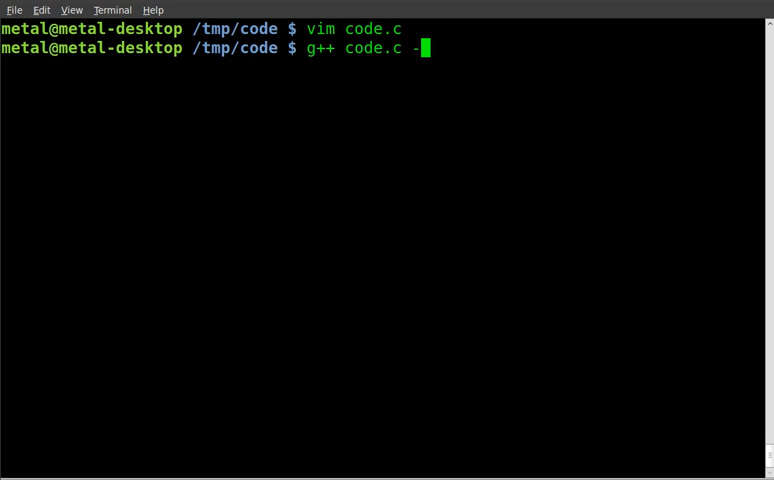 File Edit View Terminal Help
metal@metal-desktop /tmp/code $ vim code.c
metal@metal-desktop /tmp/code $ g++ code.c -